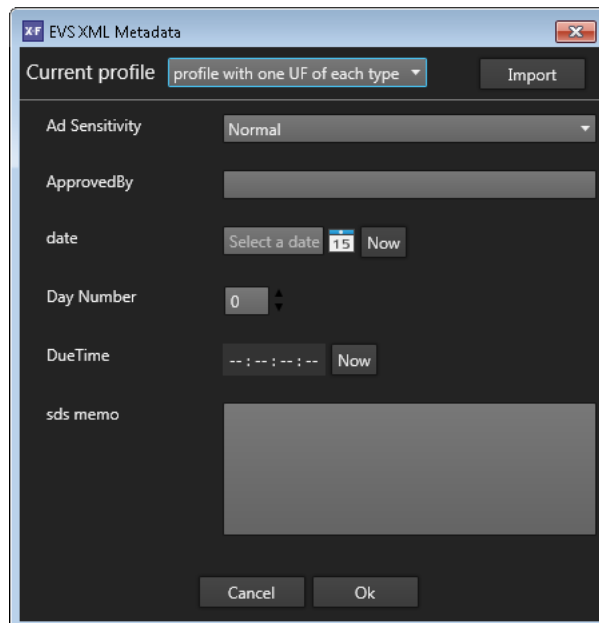 XF EVS XML Metadata
Current profile profile with one UF of each type Import
Ad Sensitivity Normal
ApprovedBy
date Select a date 15 Now
Day Number 0
DueTime -- : -- : -- : -- Now
sds memo
Cancel Ok